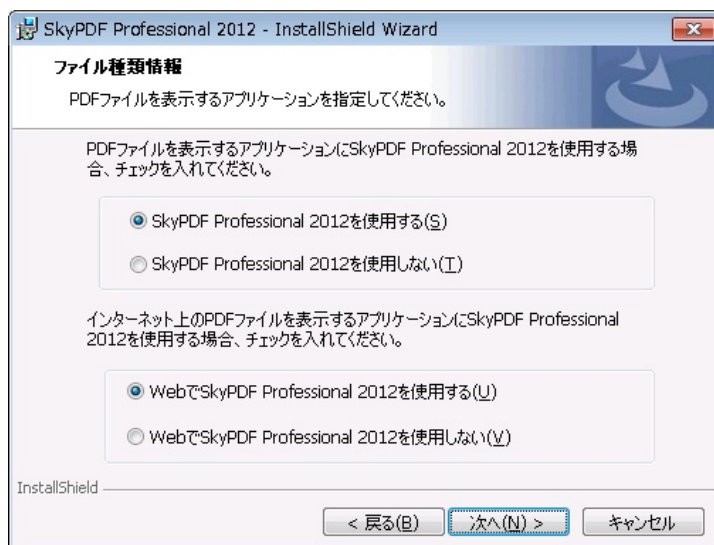 SkyPDF Professional 2012 - InstallShield Wizard
ファイル種類情報
PDFファイルを表示するアプリケーションを指定してください。
PDFファイルを表示するアプリケーションにSkyPDF Professional 2012を使用する場
合、チェックを入れてください。
SkyPDF Professional 2012を使用する(S)
SkyPDF Professional 2012を使用しない(T)
インターネット上のPDFファイルを表示するアプリケーションにSkyPDF Professional
2012を使用する場合、チェックを入れてください。
WebでSkyPDF Professional 2012を使用する(U)
WebでSkyPDF Professional 2012を使用しない(V)
InstallShield
< 戻る(B)
次へ(N) >
キャンセル